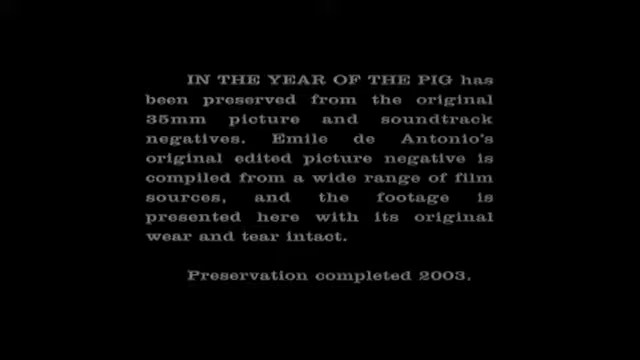 IN THE YEAR OF THE PIG has
been preserved from the original
35mm picture and soundtrack
negatives. Emile de Antonio's
original edited picture negative is
compiled from a wide range of film
sources, and the footage is
presented here with its original
wear and tear intact.
Preservation completed 2003.